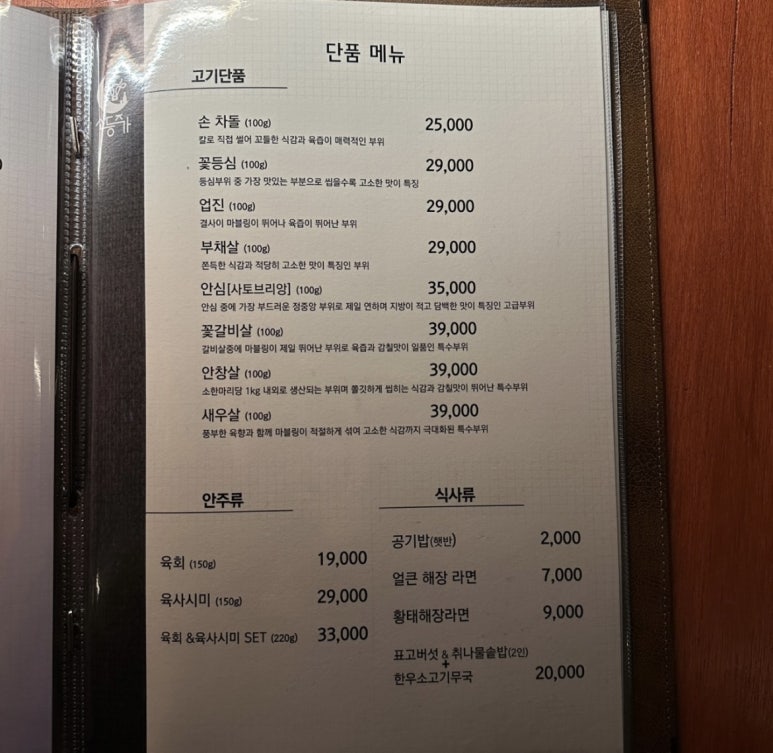 단품 메뉴
고기단품
손 차돌 (100g) 25,000
칼로 직접 썰어 꼬들한 식감과 육즙이 매력적인 부위
꽃등심 (100g) 29,000
등심부위 중 가장 맛있는 부분으로 씹을수록 고소한 맛이 특징
업진 (100g) 29,000
결사이 마블링이 뛰어나 육즙이 뛰어난 부위
부채살 (100g) 29,000
쫀득한 식감과 적당히 고소한 맛이 특징인 부위
안심[사토브리앙] (100g) 35,000
안심 중에 가장 부드러운 정중앙 부위로 제일 연하며 지방이 적고 담백한 맛이 특징인 고급부위
꽃갈비살 (100g) 39,000
갈비살중에 마블링이 제일 뛰어난 부위로 육즙과 감칠맛이 일품인 특수부위
안창살 (100g) 39,000
소한마리당 1kg 내외로 생산되는 부위며 쫄깃하게 씹히는 식감과 감칠맛이 뛰어난 특수부위
새우살 (100g) 39,000
풍부한 육향과 함께 마블링이 적절하게 섞여 고소한 식감까지 극대화된 특수부위
안주류
육회 (150g) 19,000
육사시미 (150g) 29,000
육회 &육사시미 SET (220g) 33,000
식사류
공기밥(햇반) 2,000
얼큰 해장 라면 7,000
황태해장라면 9,000
표고버섯 & 취나물솥밥(2인)
+
한우소고기무국 20,000